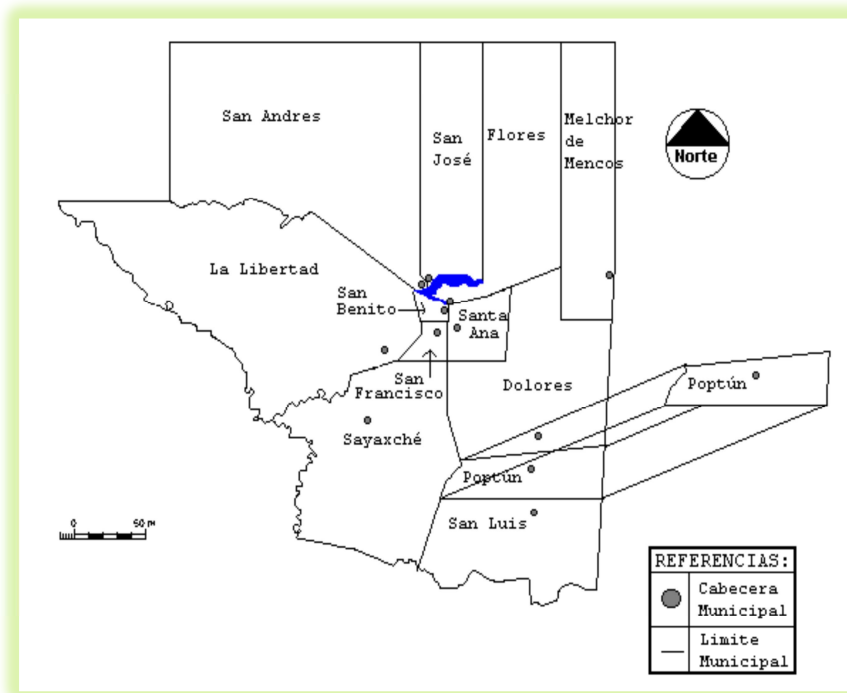 San Andres
San
José
Flores
Melchor
de
Mencos
Norte
La Libertad
San
Benito
Santa
Ana
San
Francisco
Dolores
Poptún
Sayaxché
Poptún
San Luis
0 50
REFERENCIAS:
Cabecera
Municipal
Limite
Municipal